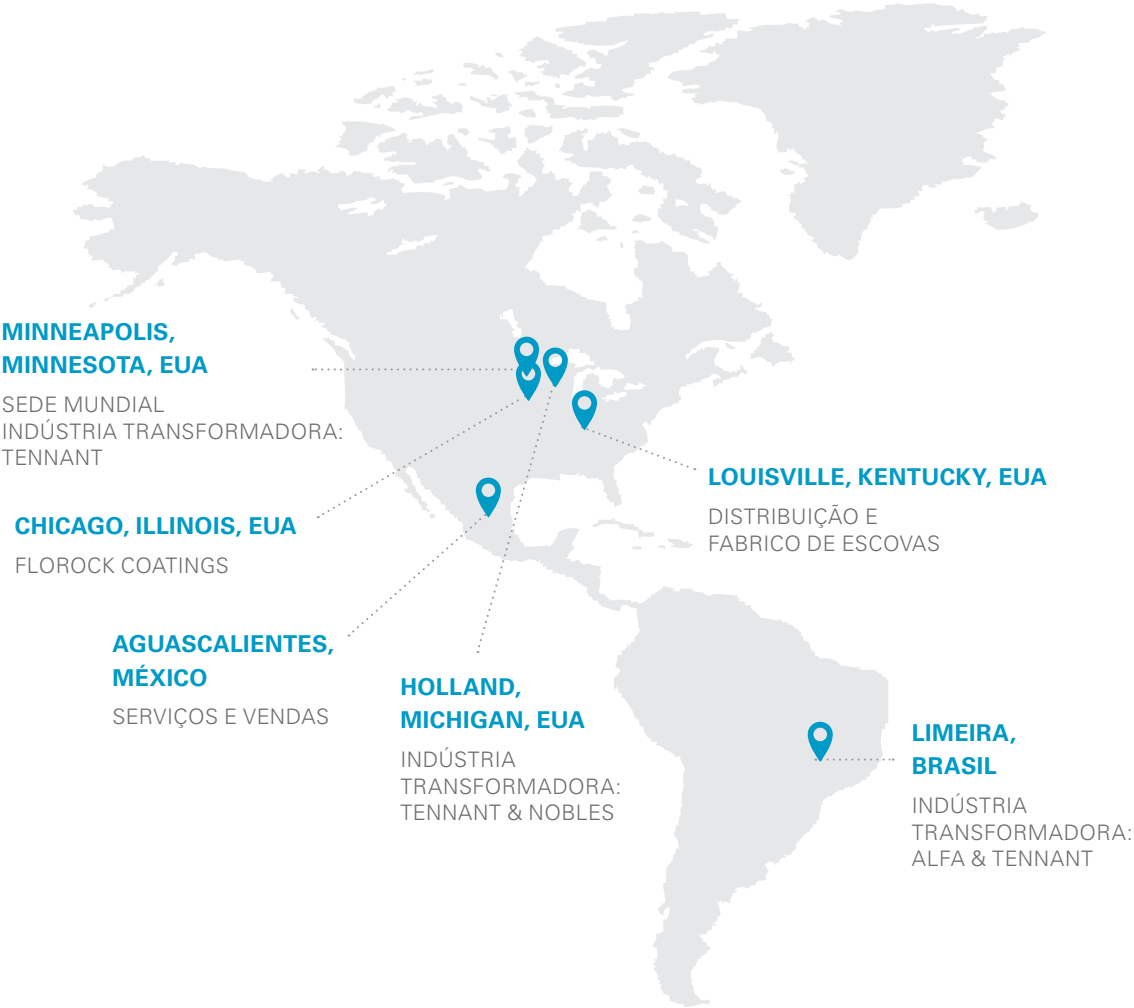 MINNEAPOLIS,
MINNESOTA, EUA
SEDE MUNDIAL
INDÚSTRIA TRANSFORMADORA:
TENNANT
CHICAGO, ILLINOIS, EUA
FLOROCK COATINGS
AGUASCALIENTES,
MÉXICO
SERVIÇOS E VENDAS
HOLLAND,
MICHIGAN, EUA
INDÚSTRIA
TRANSFORMADORA:
TENNANT & NOBLES
LOUISVILLE, KENTUCKY, EUA
DISTRIBUIÇÃO E
FABRICO DE ESCOVAS
LIMEIRA,
BRASIL
INDÚSTRIA
TRANSFORMADORA:
ALFA & TENNANT